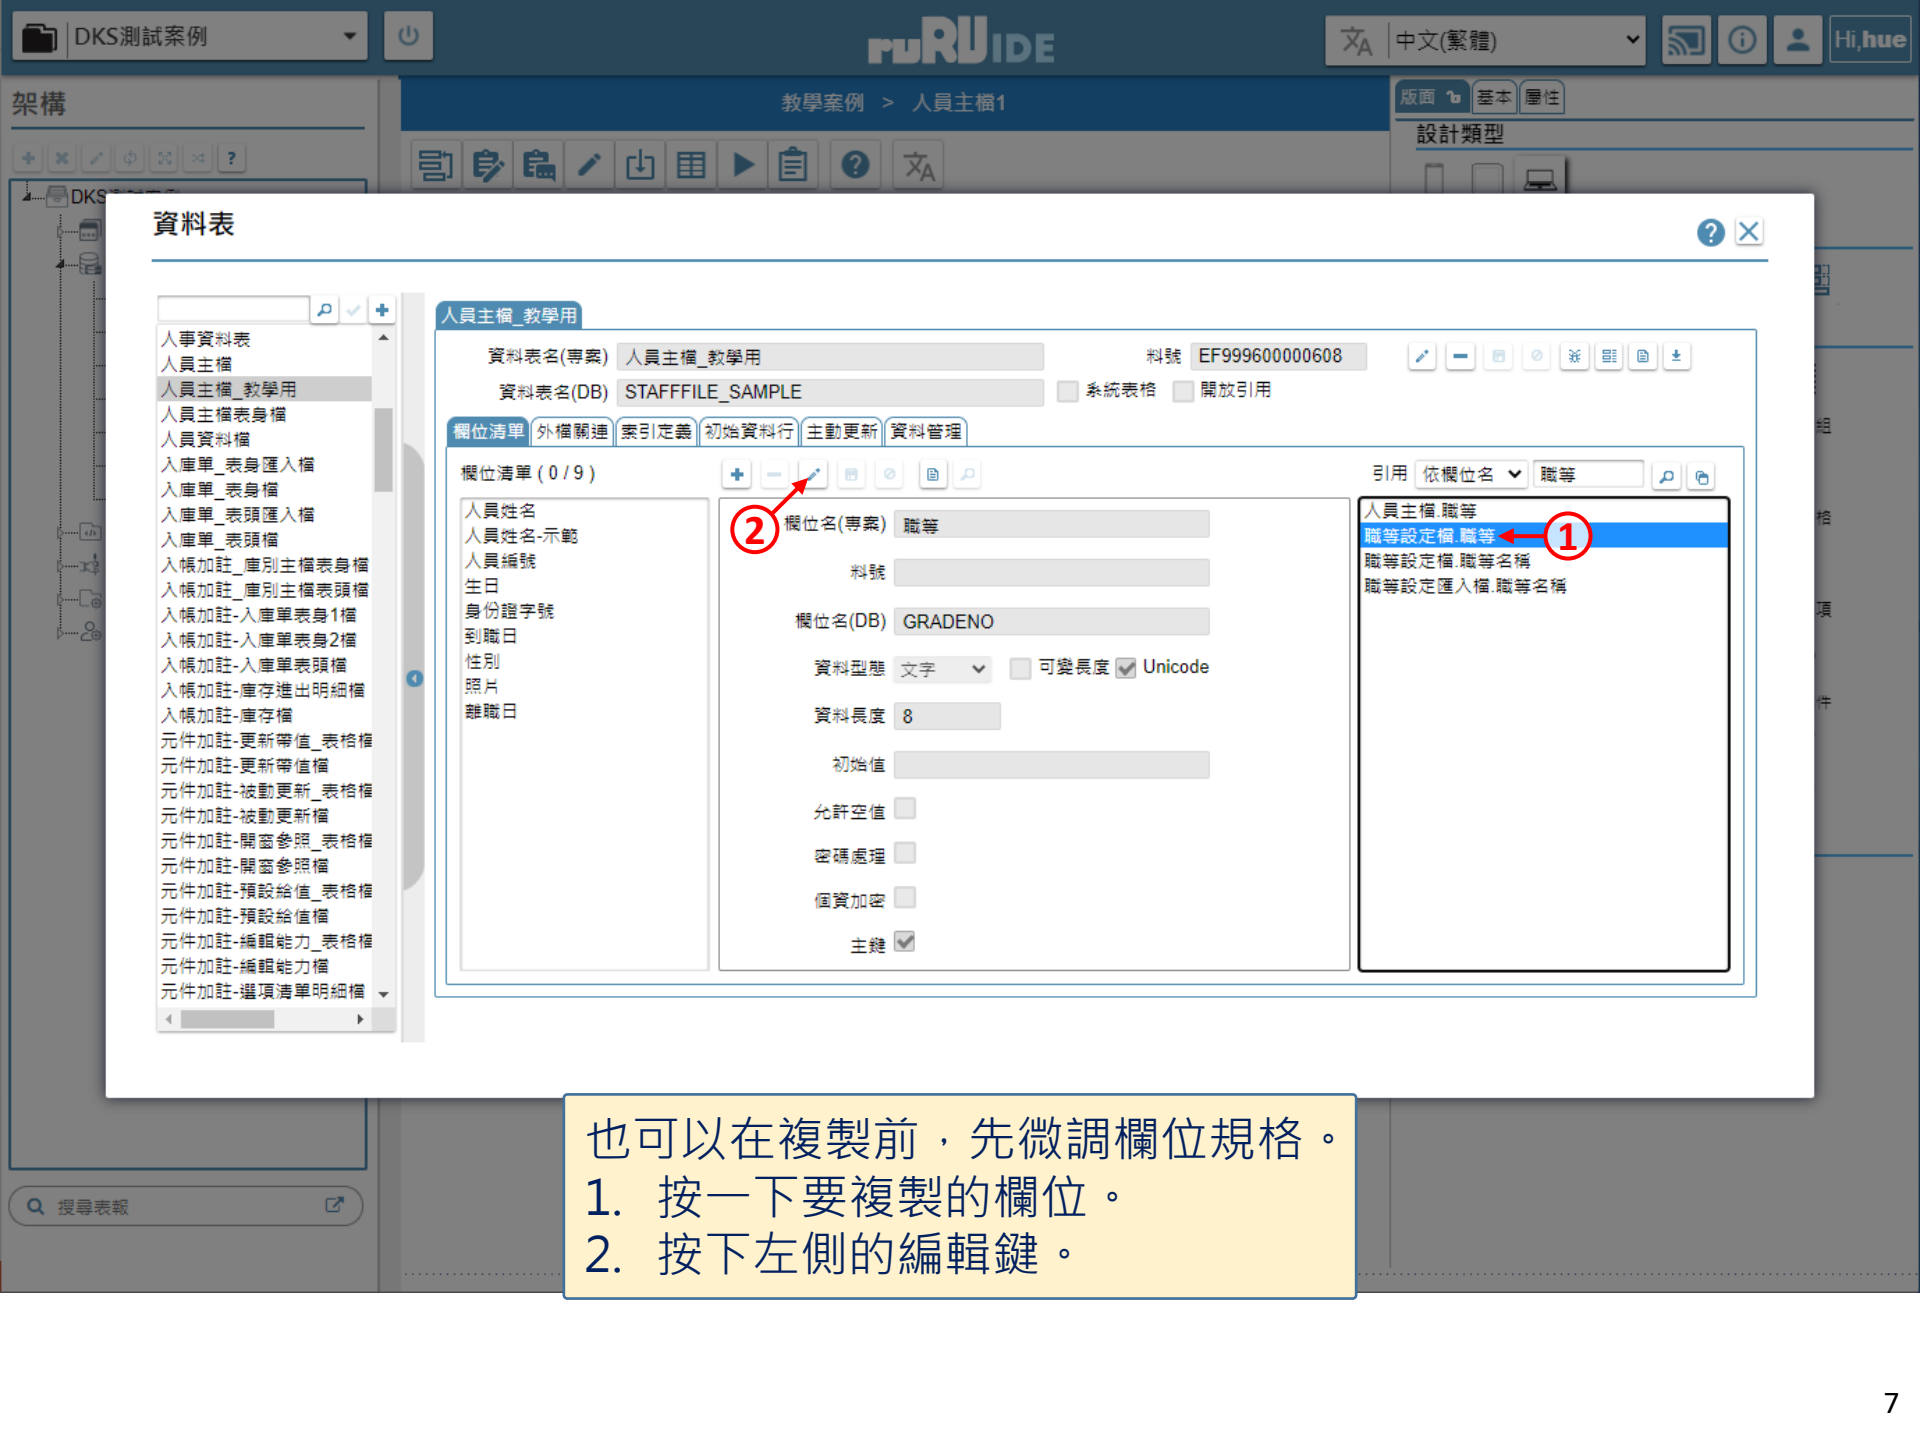 DKS測試案例
ruRUIDE
中文(繁體)
Hi,hue
架構
教學案例 > 人員主檔1
版面 基本 屬性
設計類型
DKS
資料表
人事資料表
人員主檔
人員主檔_教學用
人員主檔表身檔
人員資料檔
入庫單_表身匯入檔
入庫單_表身檔
入庫單_表頭匯入檔
入庫單_表頭檔
入帳加註_庫別主檔表身檔
入帳加註_庫別主檔表頭檔
入帳加註-入庫單表身1檔
入帳加註-入庫單表身2檔
入帳加註-入庫單表頭檔
入帳加註-庫存進出明細檔
入帳加註-庫存檔
元件加註-更新帶值_表格檔
元件加註-更新帶值檔
元件加註-被動更新_表格檔
元件加註-被動更新檔
元件加註-開窗參照_表格檔
元件加註-開窗參照檔
元件加註-預設給值_表格檔
元件加註-預設給值檔
元件加註-編輯能力_表格檔
元件加註-編輯能力檔
元件加註-選項清單明細檔
人員主檔_教學用
資料表名(專案) 人員主檔_教學用 料號 EF999600000608
資料表名(DB) STAFFFILE_SAMPLE 系統表格 開放引用
欄位清單 外檔關連 索引定義 初始資料行 主動更新 資料管理
欄位清單 ( 0 / 9 )
引用 依欄位名 職等
人員姓名
人員姓名-示範
人員編號
生日
身份證字號
到職日
性別
照片
離職日
2
欄位名(專案) 職等
料號
欄位名(DB) GRADENO
資料型態 文字 可變長度 Unicode
資料長度 8
初始值
允許空值
密碼處理
個資加密
主鍵
人員主檔.職等
職等設定檔.職等
1
職等設定檔.職等名稱
職等設定匯入檔.職等名稱
組
格
項
件
搜尋表報
也可以在複製前，先微調欄位規格。
1. 按一下要複製的欄位。
2. 按下左側的編輯鍵。
7